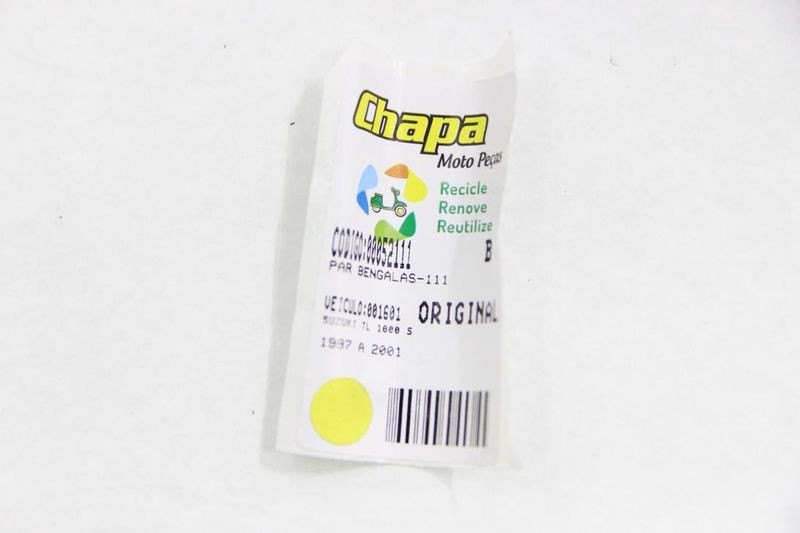 Chapa
Moto Peças
Recicle
Renove
Reutilize
CODIGO:00052111 B
PAR BENGALAS-111
VEICULO:001601 ORIGINAL
SUZUKI TL 1000 S
1997 A 2001